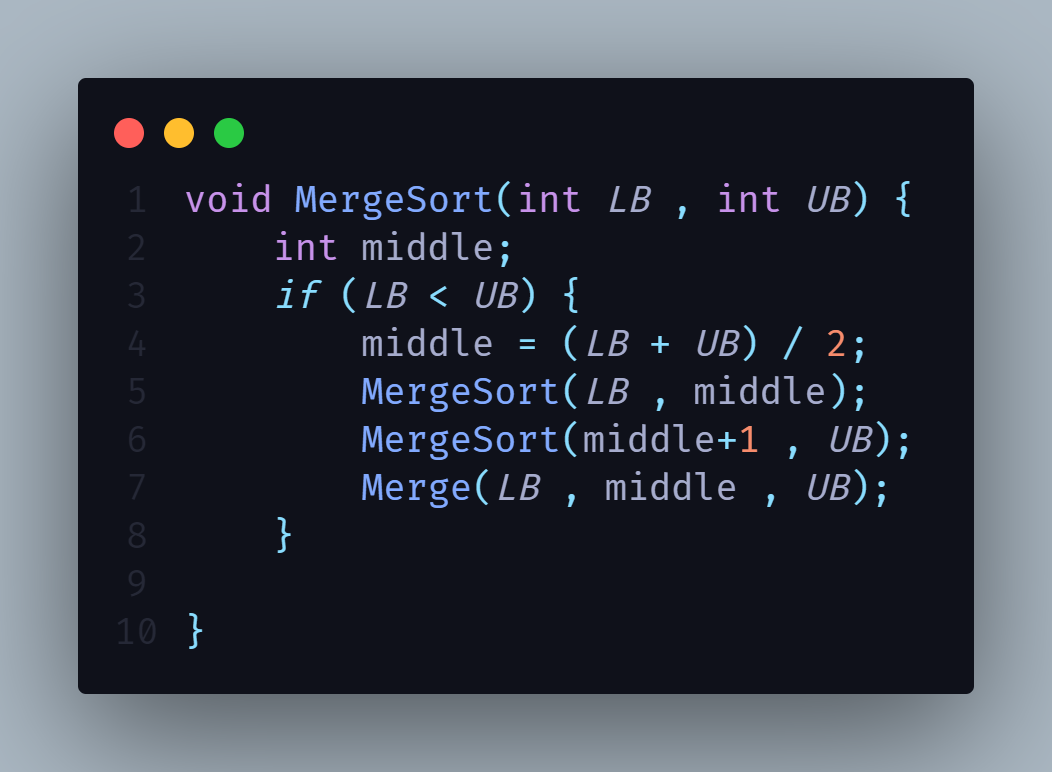 1 void MergeSort(int LB , int UB) {
2     int middle;
3     if (LB < UB) {
4         middle = (LB + UB) / 2;
5         MergeSort(LB , middle);
6         MergeSort(middle+1 , UB);
7         Merge(LB , middle , UB);
8     }
9
10 }